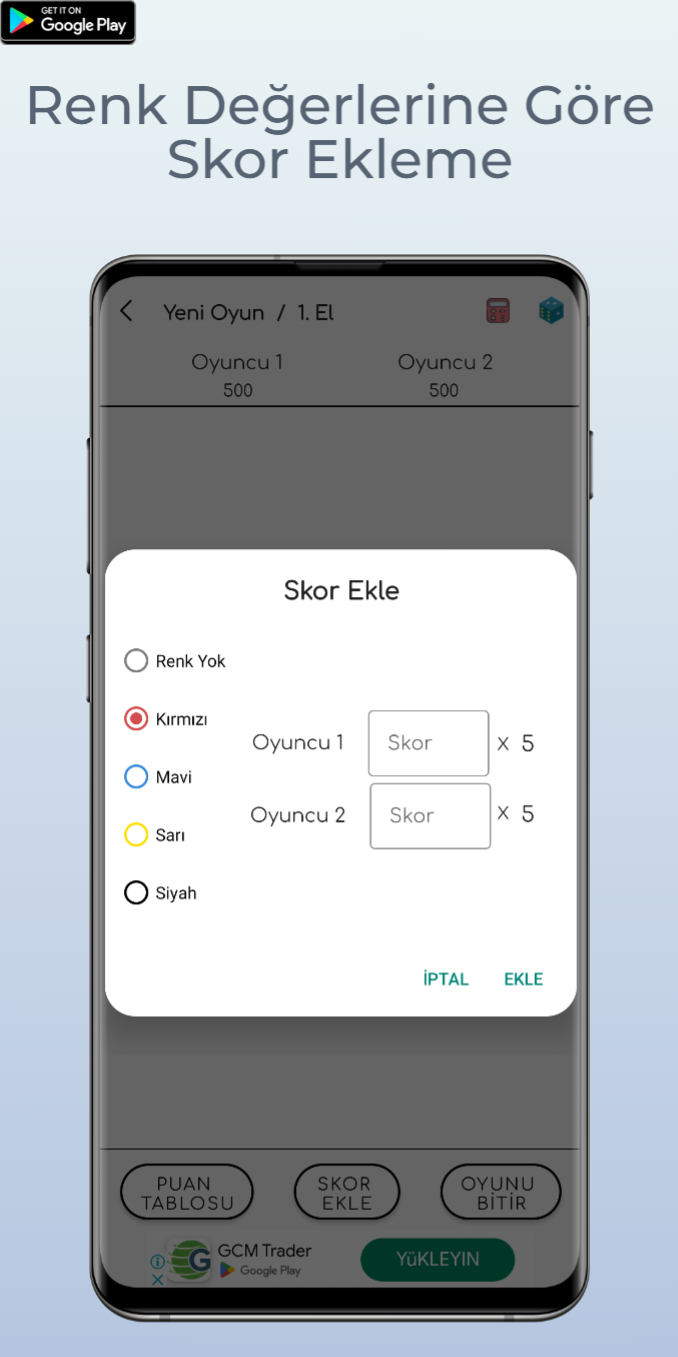 GET IT ON
Google Play
Renk Değerlerine Göre
Skor Ekleme
Yeni Oyun / 1. El
Oyuncu 1
500
Oyuncu 2
500
Skor Ekle
Renk Yok
Kırmızı
Mavi
Sarı
Siyah
Oyuncu 1 Skor X 5
Oyuncu 2 Skor X 5
İPTAL EKLE
PUAN
TABLOSU
SKOR
EKLE
OYUNU
BİTİR
GCM Trader
Google Play
YüKLEYIN